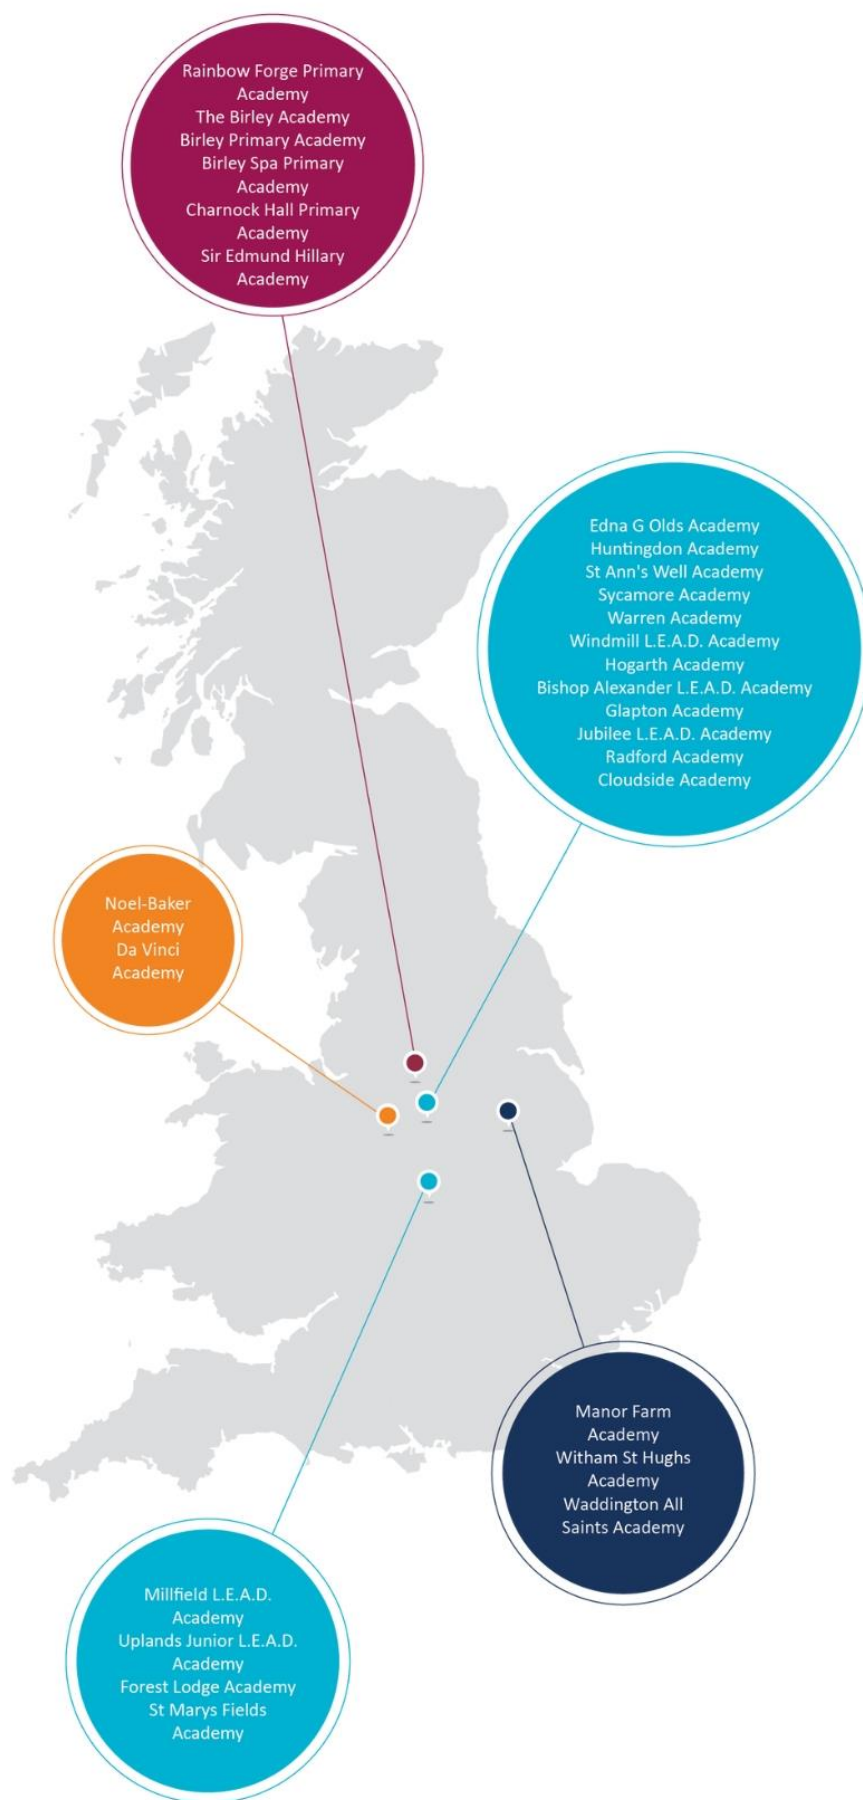 Rainbow Forge Primary
Academy
The Birley Academy
Birley Primary Academy
Birley Spa Primary
Academy
Charnock Hall Primary
Academy
Sir Edmund Hillary
Academy
Edna G Olds Academy
Huntingdon Academy
St Ann's Well Academy
Sycamore Academy
Warren Academy
Windmill L.E.A.D. Academy
Hogarth Academy
Bishop Alexander L.E.A.D. Academy
Glapton Academy
Jubilee L.E.A.D. Academy
Radford Academy
Cloudside Academy
Noel-Baker
Academy
Da Vinci
Academy
Manor Farm
Academy
Witham St Hughs
Academy
Waddington All
Saints Academy
Millfield L.E.A.D.
Academy
Uplands Junior L.E.A.D.
Academy
Forest Lodge Academy
St Marys Fields
Academy